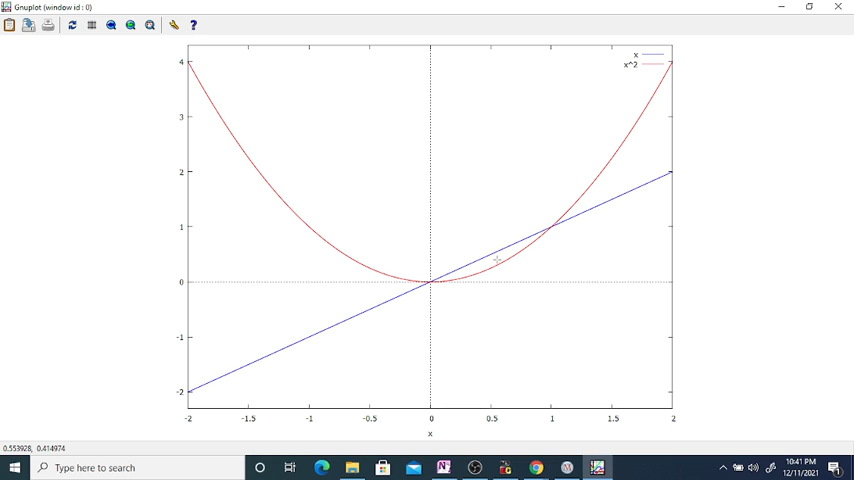 Gnuplot (window id : 0)
x
x^2
4
3
2
1
0
-1
-2
-2 -1.5 -1 -0.5 0 0.5 1 1.5 2
x
0.553928, 0.414974
Type here to search
10:41 PM
12/11/2021